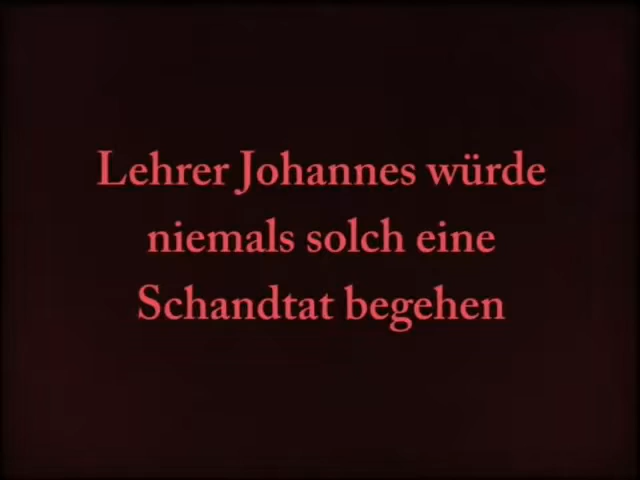 Lehrer Johannes würde
niemals solch eine
Schandtat begehen